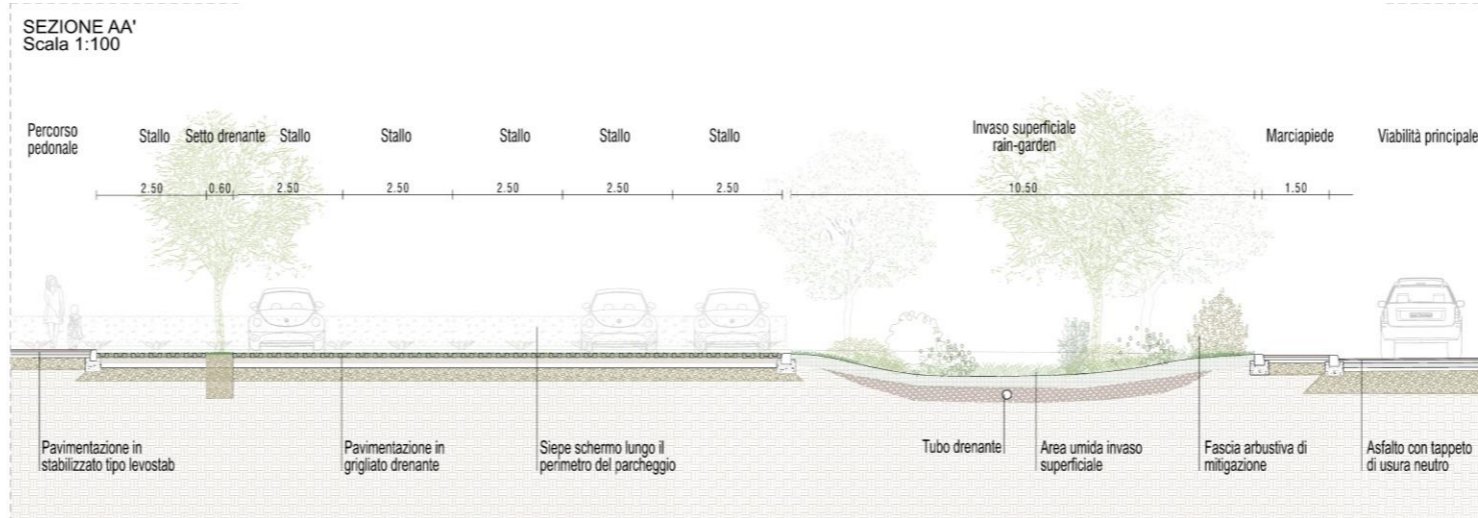 SEZIONE AA'
Scala 1:100
Percorso
pedonale
Stallo
Setto drenante
Stallo
Stallo
Stallo
Stallo
Stallo
Invaso superficiale
rain-garden
Marciapiede
Viabilità principale
2.50
0.60
2.50
2.50
2.50
2.50
2.50
10.50
1.50
Pavimentazione in
stabilizzato tipo levostab
Pavimentazione in
grigliato drenante
Siepe schermo lungo il
perimetro del parcheggio
Tubo drenante
Area umida invaso
superficiale
Fascia arbustiva di
mitigazione
Asfalto con tappeto
di usura neutro